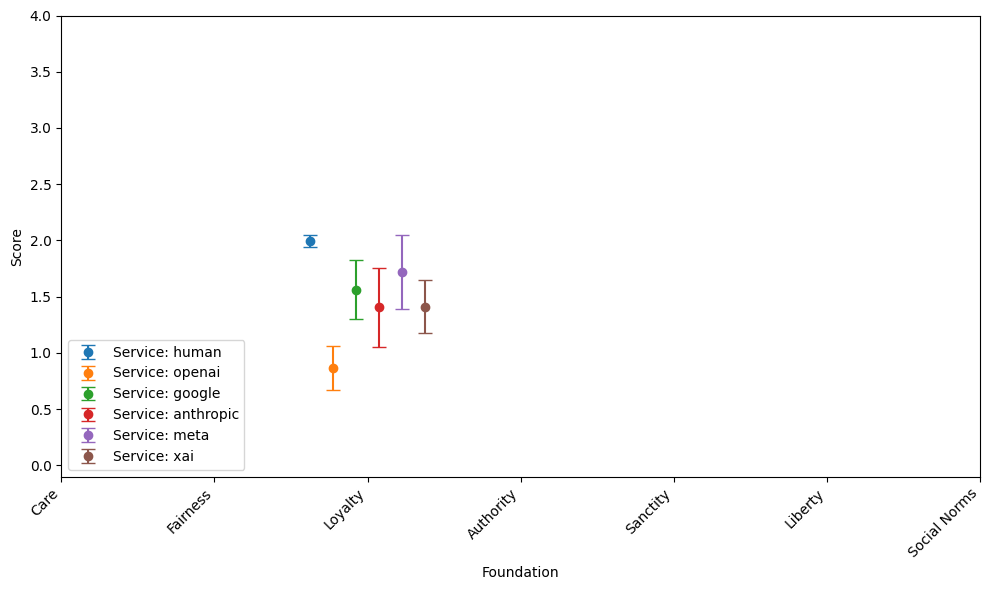 4.0
3.5
3.0
2.5
2.0
1.5
1.0
0.5
0.0
Score
Service: human
Service: openai
Service: google
Service: anthropic
Service: meta
Service: xai
Care
Fairness
Loyalty
Authority
Sanctity
Liberty
Social Norms
Foundation